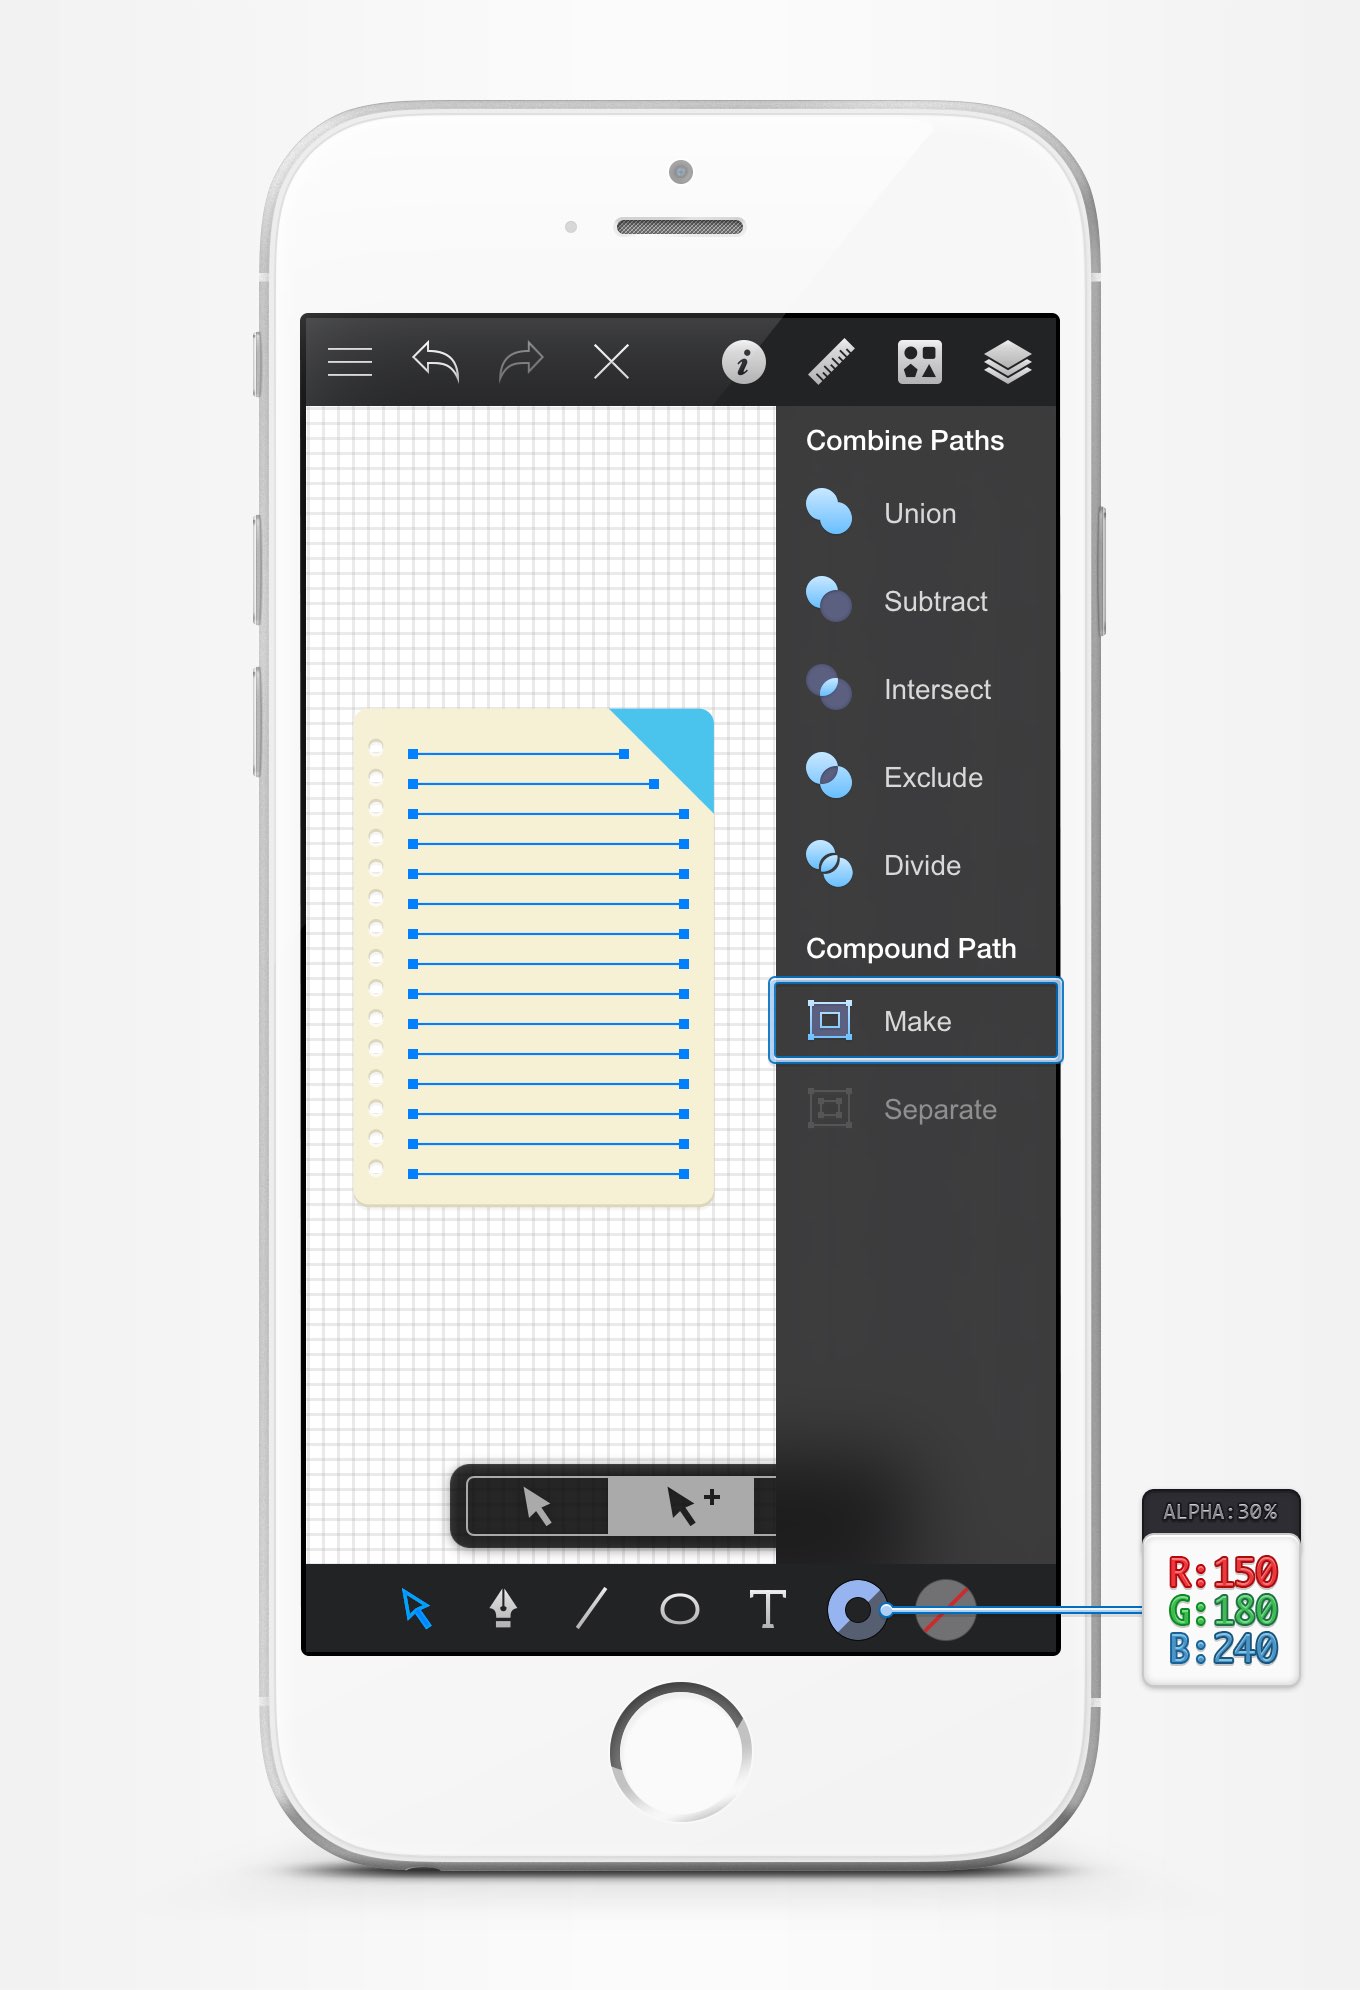 Combine Paths
Union
Subtract
Intersect
Exclude
Divide
Compound Path
Make
Separate
T
ALPHA:30%
R:150
G:180
B:240